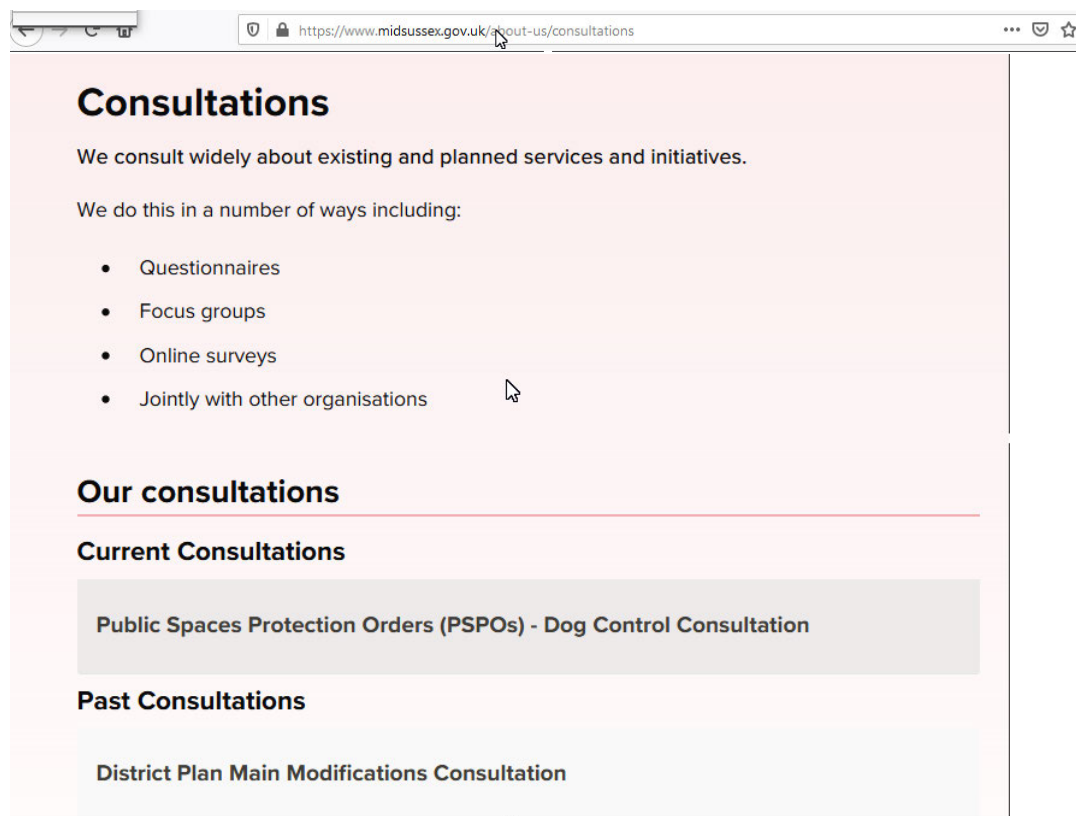 https://www.midsussex.gov.uk/about-us/consultations
Consultations
We consult widely about existing and planned services and initiatives.
We do this in a number of ways including:
• Questionnaires
• Focus groups
• Online surveys
• Jointly with other organisations
Our consultations
Current Consultations
Public Spaces Protection Orders (PSPOs) - Dog Control Consultation
Past Consultations
District Plan Main Modifications Consultation